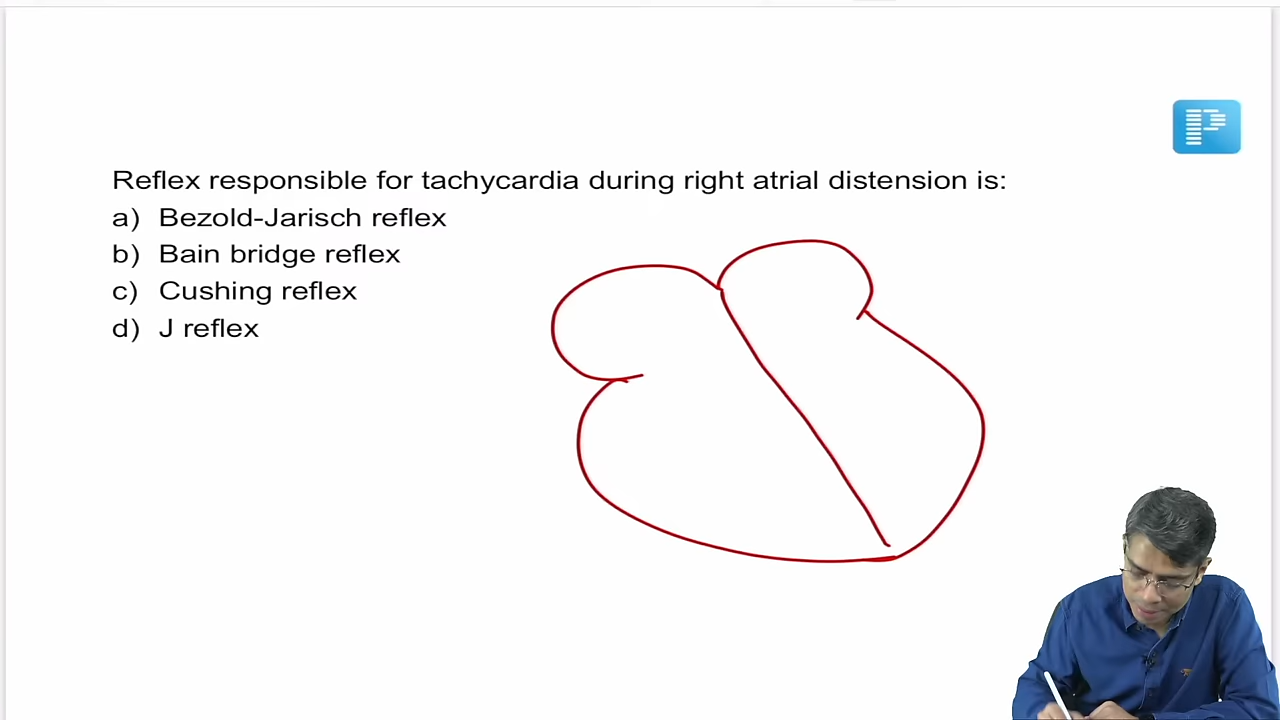 Reflex responsible for tachycardia during right atrial distension is:
a) Bezold-Jarisch reflex
b) Bain bridge reflex
c) Cushing reflex
d) J reflex
P